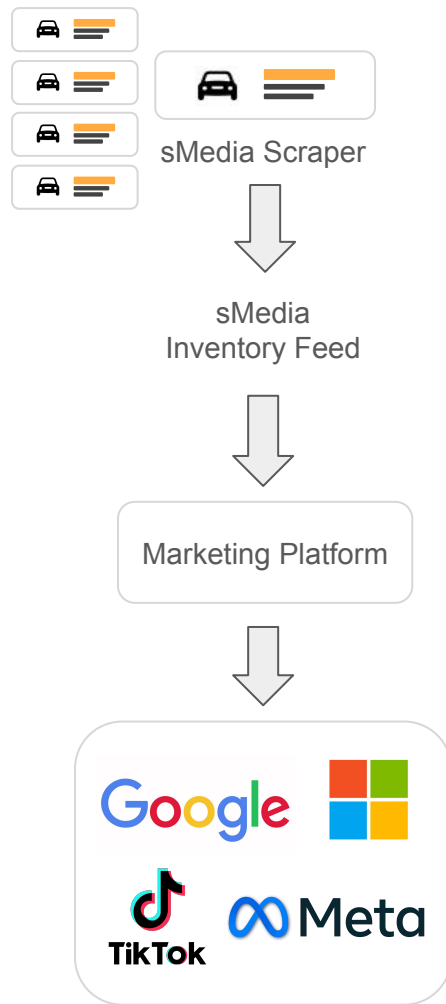 sMedia Scraper
sMedia
Inventory Feed
Marketing Platform
Google
TikTok
Meta